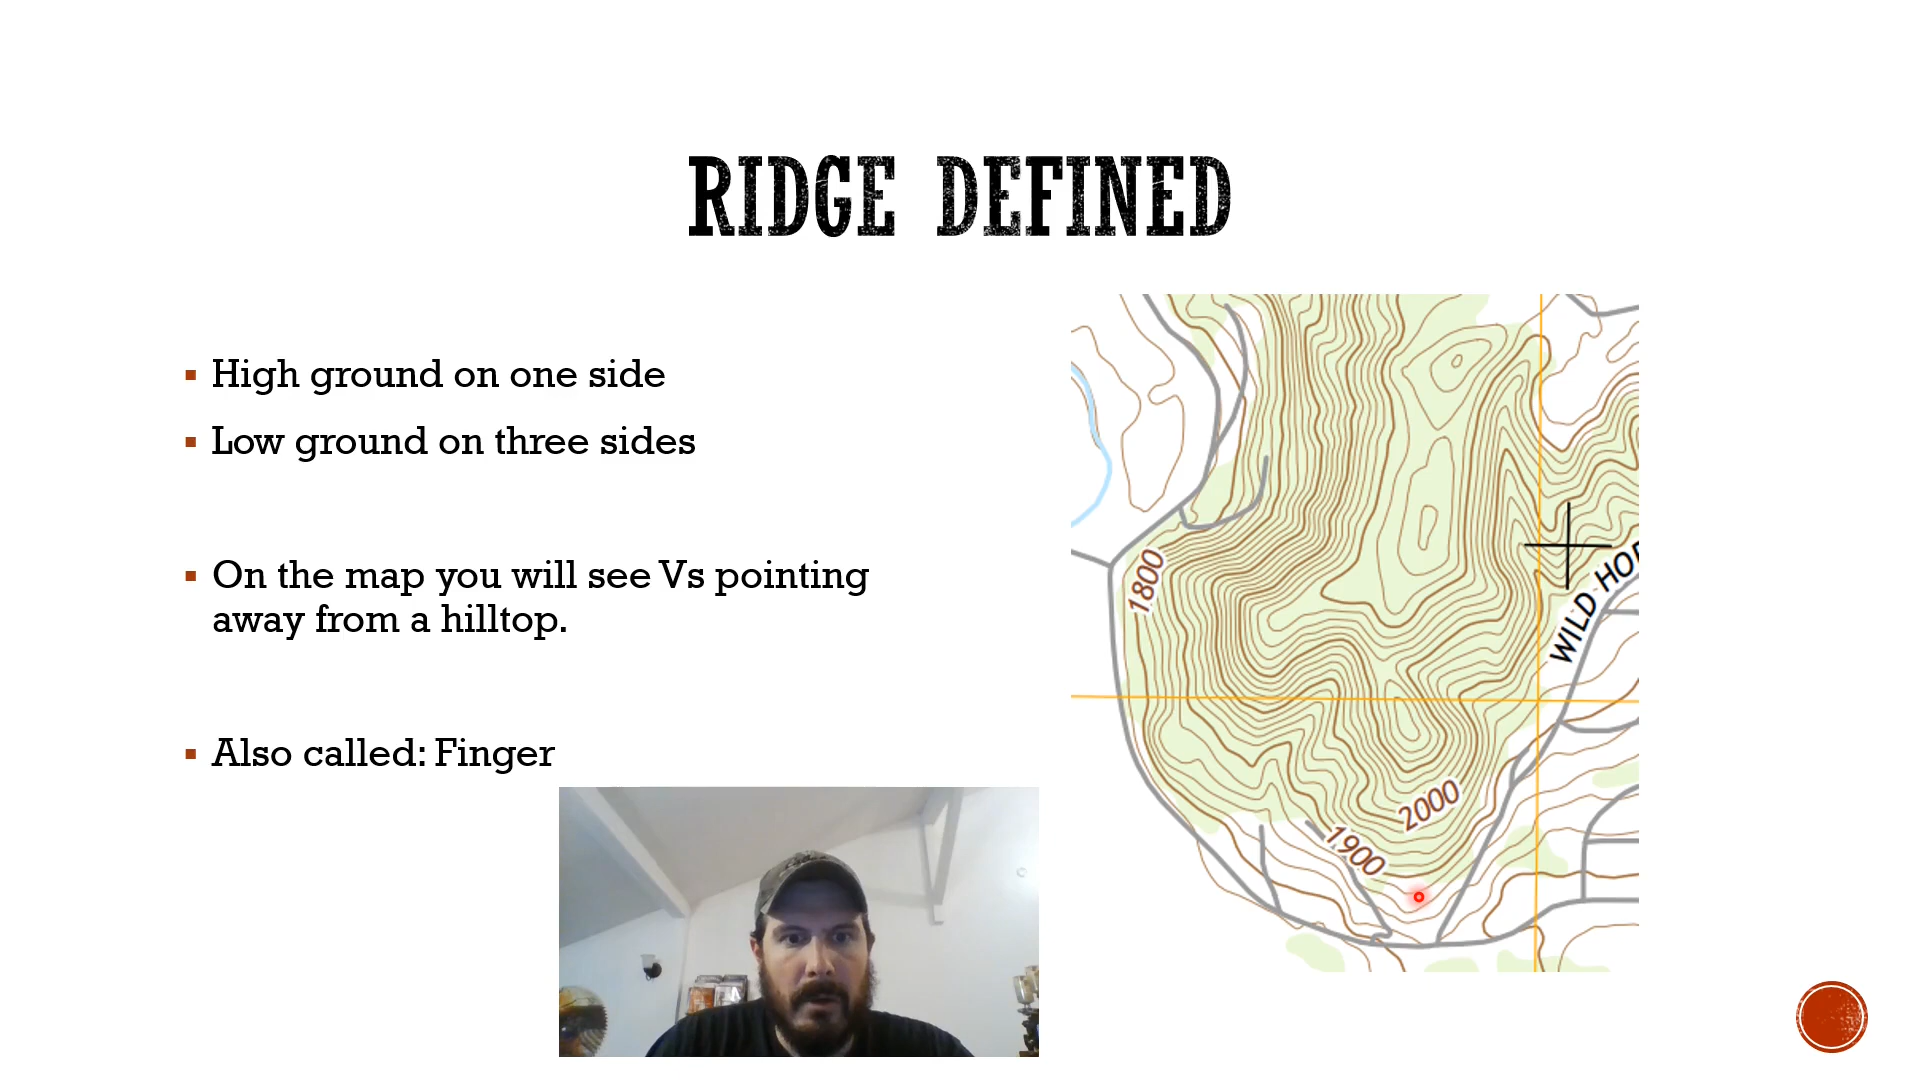 RIDGE DEFINED
High ground on one side
Low ground on three sides
On the map you will see Vs pointing
away from a hilltop.
Also called: Finger
1800
WILD HO
2000
1900